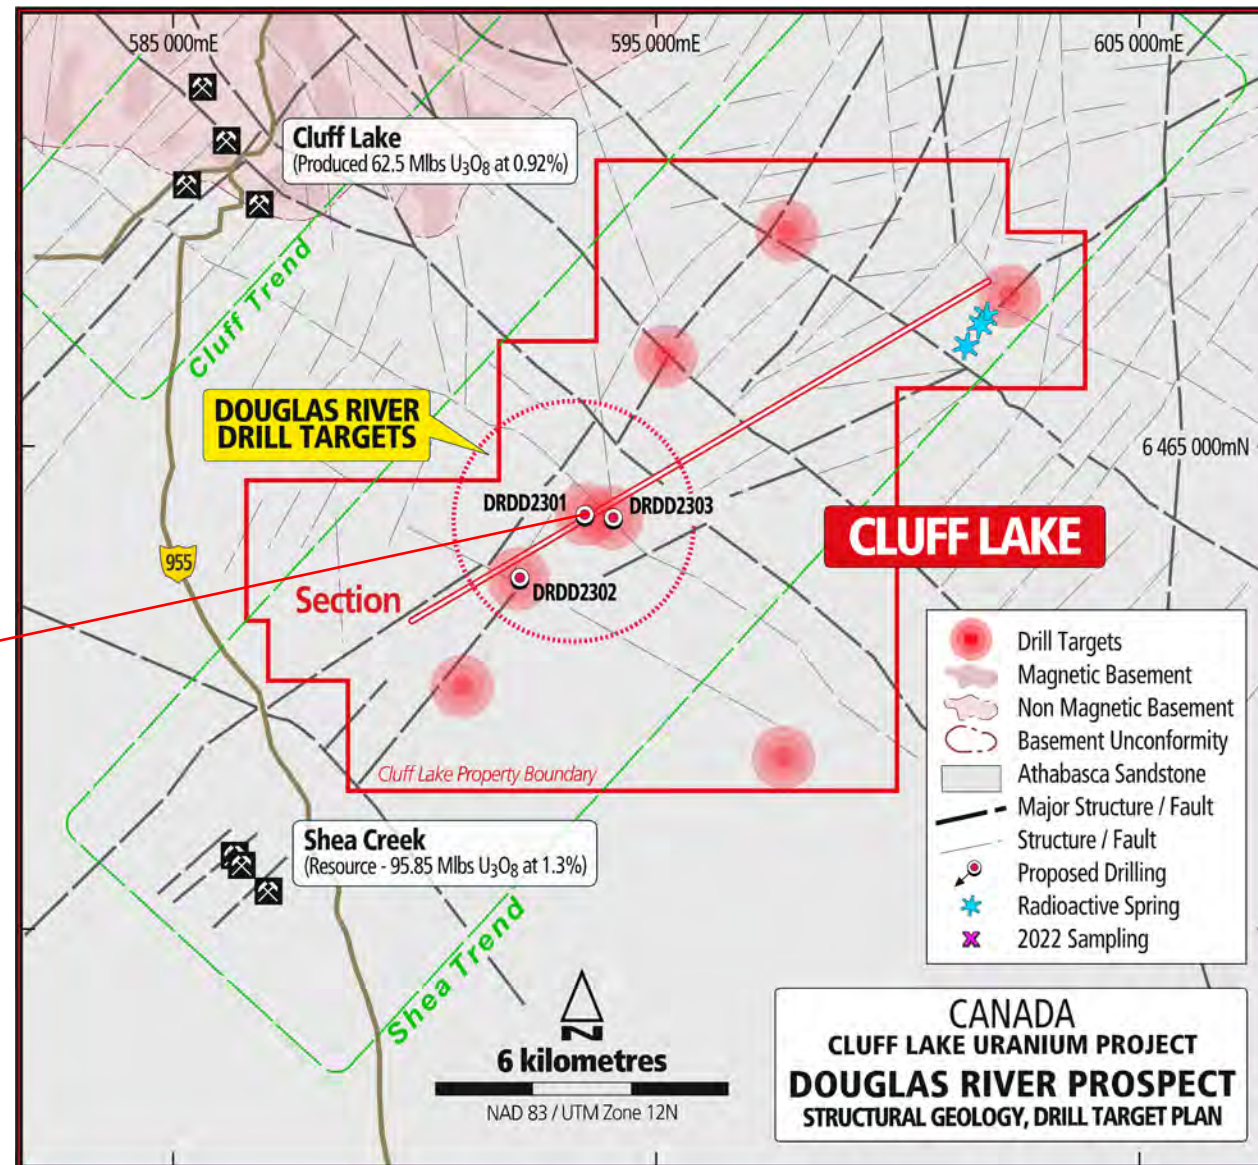 585 000mE
595 000mE
605 000mE
Cluff Lake
(Produced 62.5 Mlbs U₃O₈ at 0.92%)
Cluff Trend
DOUGLAS RIVER
DRILL TARGETS
6 465 000mN
DRDD2301
DRDD2303
CLUFF LAKE
955
DRDD2302
Section
Cluff Lake Property Boundary
Shea Creek
(Resource - 95.85 Mlbs U₃O₈ at 1.3%)
Shea Trend
Drill Targets
Magnetic Basement
Non Magnetic Basement
Basement Unconformity
Athabasca Sandstone
Major Structure / Fault
Structure / Fault
Proposed Drilling
Radioactive Spring
2022 Sampling
N
6 kilometres
NAD 83 / UTM Zone 12N
CANADA
CLUFF LAKE URANIUM PROJECT
DOUGLAS RIVER PROSPECT
STRUCTURAL GEOLOGY, DRILL TARGET PLAN